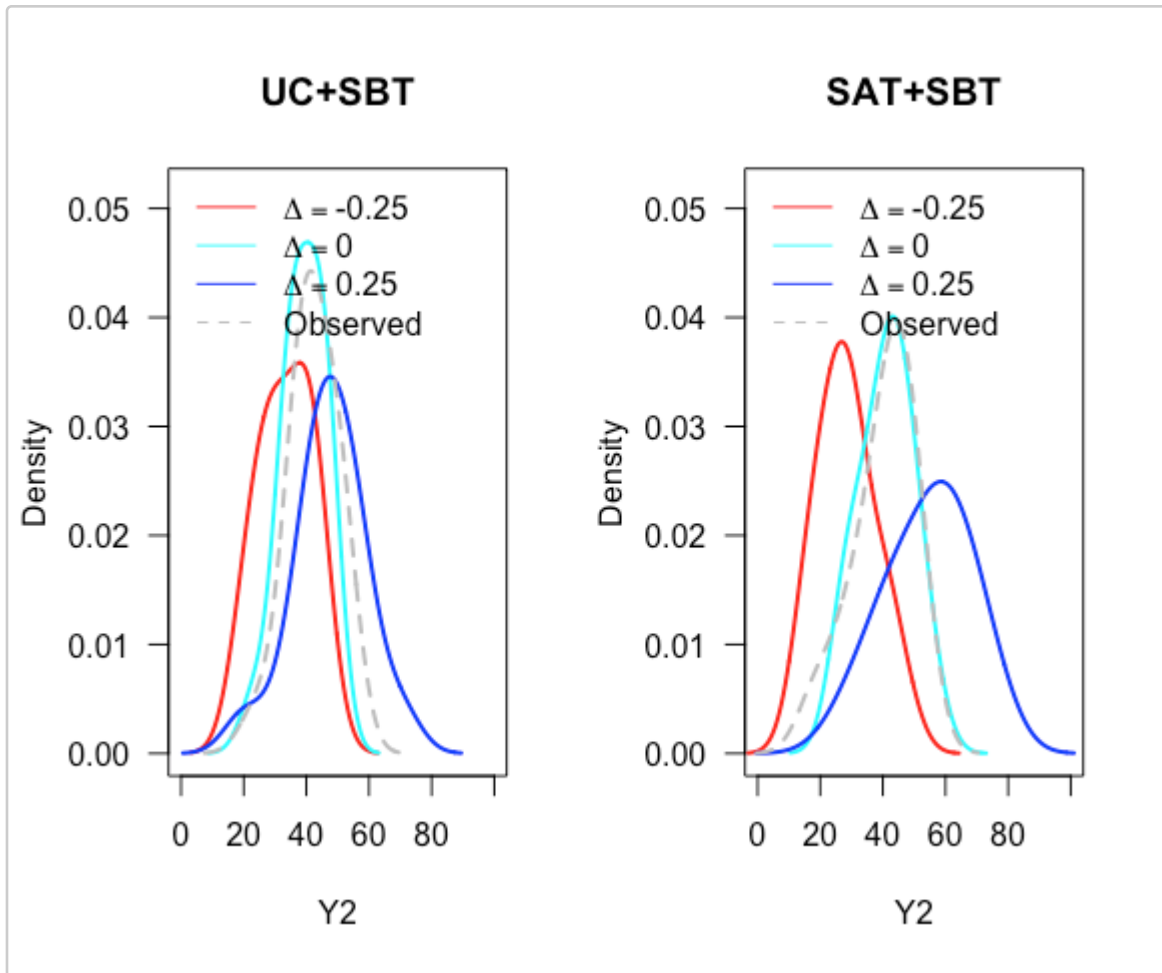 UC+SBT
Δ = -0.25
Δ = 0
Δ = 0.25
Observed
0.05
0.04
0.03
0.02
0.01
0.00
Density
0 20 40 60 80
Y2
SAT+SBT
Δ = -0.25
Δ = 0
Δ = 0.25
Observed
0.05
0.04
0.03
0.02
0.01
0.00
Density
0 20 40 60 80
Y2